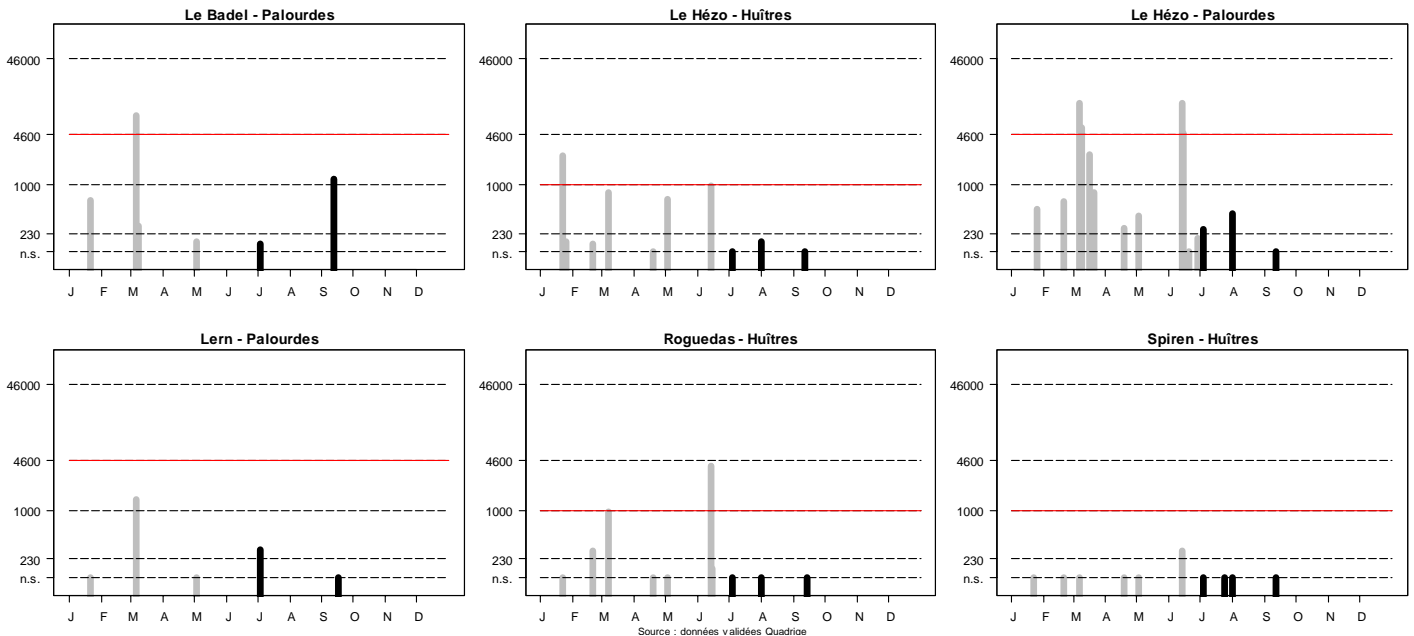 Le Badel - Palourdes
46000
4600
1000
230
n.s.
J F M A M J J A S O N D
Le Hézo - Huîtres
46000
4600
1000
230
n.s.
J F M A M J J A S O N D
Le Hézo - Palourdes
46000
4600
1000
230
n.s.
J F M A M J J A S O N D
Lern - Palourdes
46000
4600
1000
230
n.s.
J F M A M J J A S O N D
Roguedas - Huîtres
46000
4600
1000
230
n.s.
J F M A M J J A S O N D
Spiren - Huîtres
46000
4600
1000
230
n.s.
J F M A M J J A S O N D
Source : données validées Quadrige